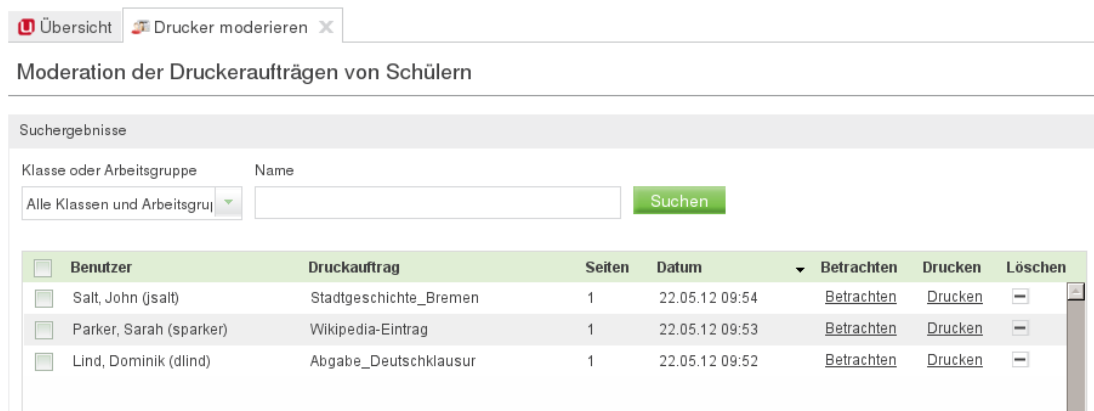 Übersicht Drucker moderieren
Moderation der Druckeraufträgen von Schülern
Suchergebnisse
Klasse oder Arbeitsgruppe Name
Alle Klassen und Arbeitsgru Suchen
Benutzer Druckauftrag Seiten Datum Betrachten Drucken Löschen
Salt, John (jsalt) Stadtgeschichte_Bremen 1 22.05.12 09:54 Betrachten Drucken
Parker, Sarah (sparker) Wikipedia-Eintrag 1 22.05.12 09:53 Betrachten Drucken
Lind, Dominik (dlind) Abgabe_Deutschklausur 1 22.05.12 09:52 Betrachten Drucken